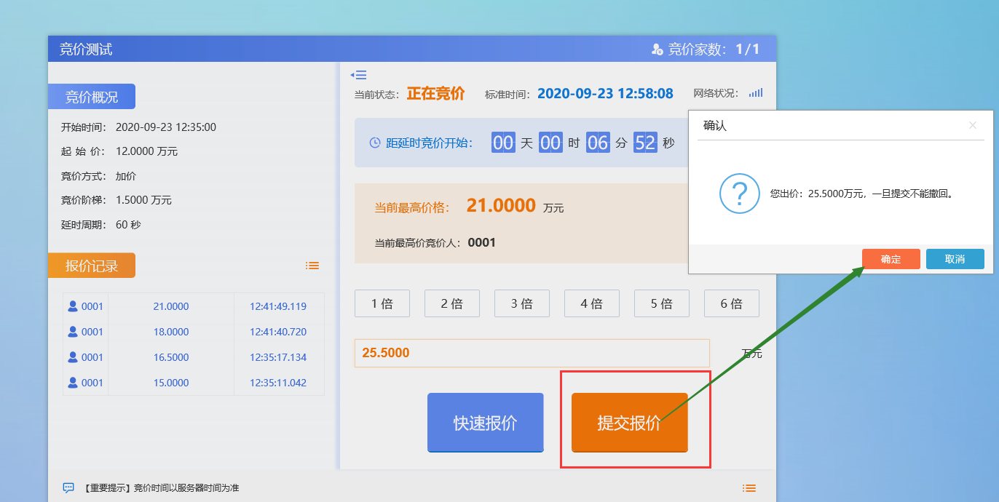 竞价测试
竞价家数: 1/1
竞价概况
开始时间: 2020-09-23 12:35:00
起 始 价: 12.0000 万元
竞价方式: 加价
竞价阶梯: 1.5000 万元
延时周期: 60 秒
报价记录
0001 21.0000 12:41:49.119
0001 18.0000 12:41:40.720
0001 16.5000 12:35:17.134
0001 15.0000 12:35:11.042
当前状态: 正在竞价 标准时间: 2020-09-23 12:58:08 网络状况:
距延时竞价开始: 00 天 00 时 06 分 52 秒
当前最高价格: 21.0000 万元
当前最高价竞价人: 0001
1 倍 2 倍 3 倍 4 倍 5 倍 6 倍
25.5000 万元
快速报价 提交报价
确认
?
您出价: 25.5000万元，一旦提交不能撤回。
确定 取消
【重要提示】竞价时间以服务器时间为准